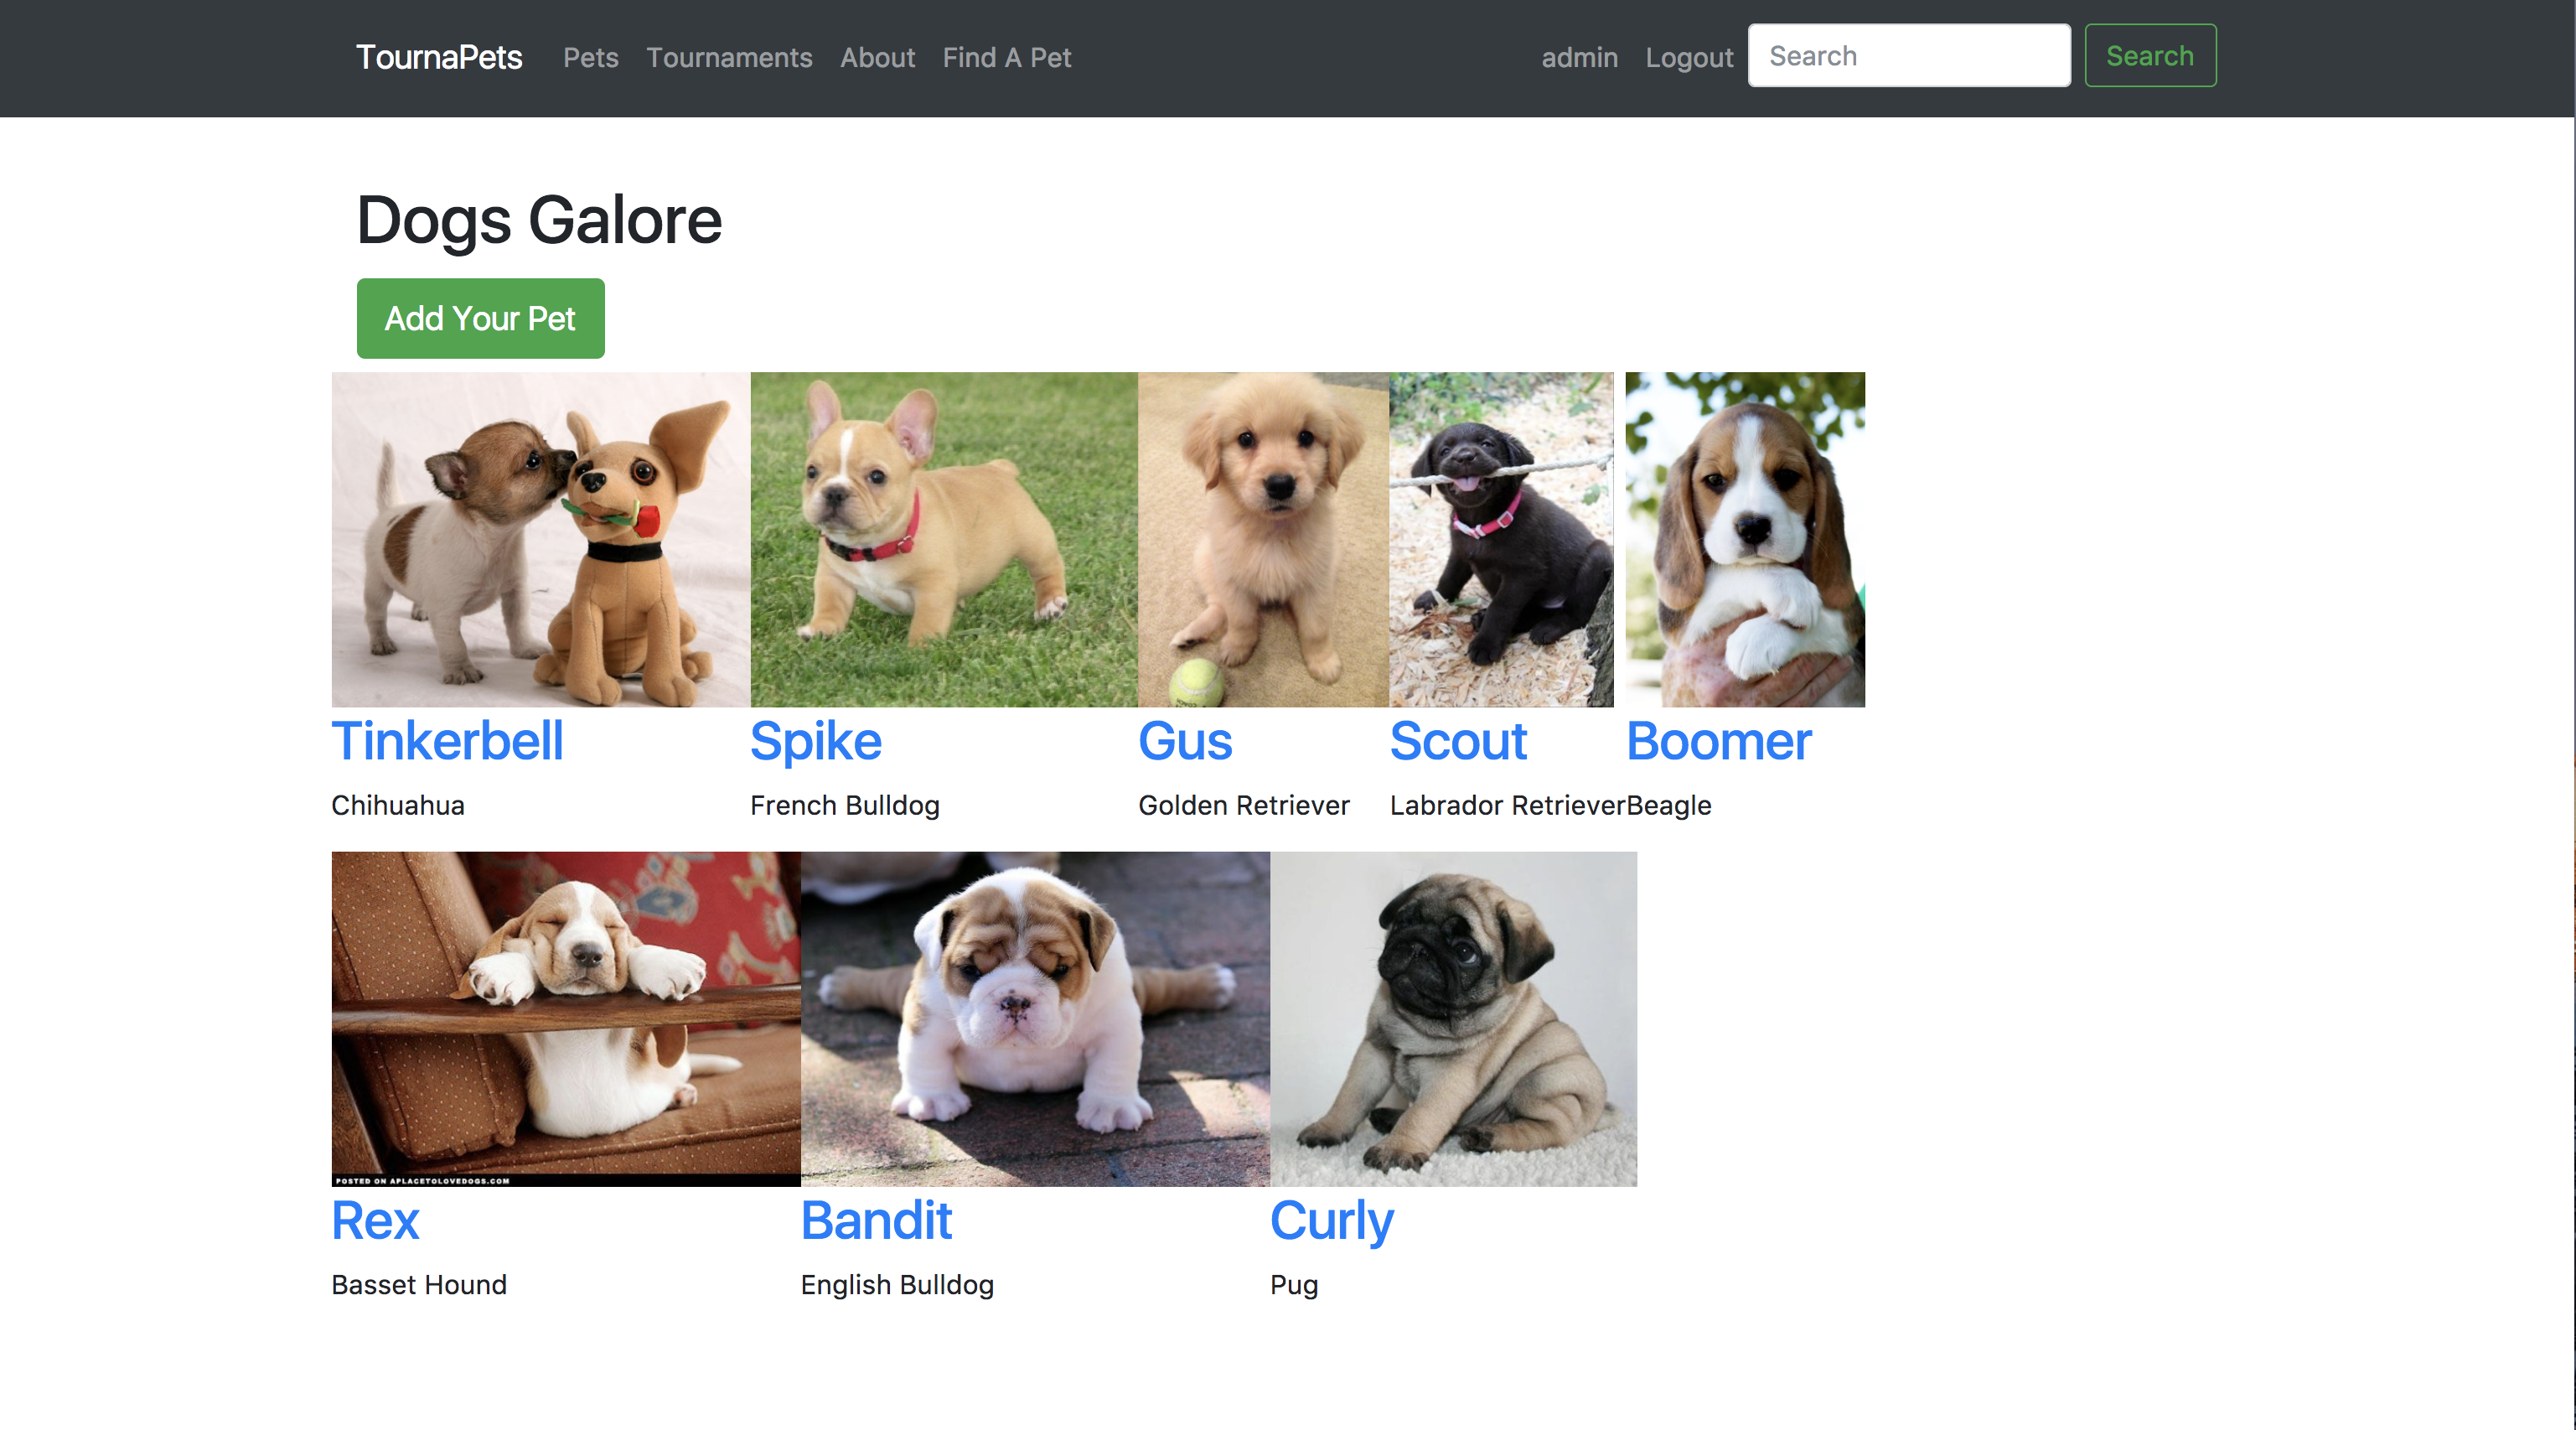 TournaPets Pets Tournaments About Find A Pet admin Logout Search Search
Dogs Galore
Add Your Pet
Tinkerbell Spike Gus Scout Boomer
Chihuahua French Bulldog Golden Retriever Labrador Retriever Beagle
POSTED ON APLACETOLOVEDOGS.COM
Rex Bandit Curly
Basset Hound English Bulldog Pug